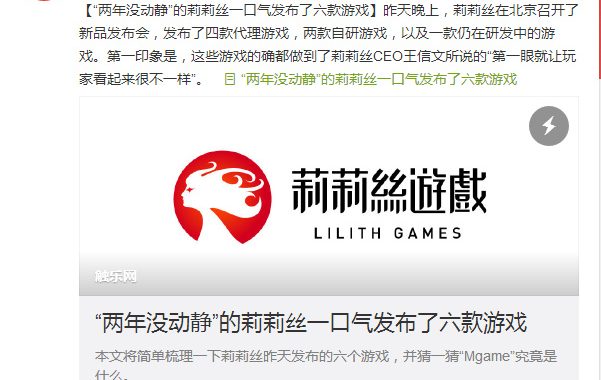 【“两年没动静”的莉莉丝一口气发布了六款游戏】昨天晚上，莉莉丝在北京召开了
新品发布会，发布了四款代理游戏，两款自研游戏，以及一款仍在研发中的游
戏。第一印象是，这些游戏的确都做到了莉莉丝CEO王信文所说的“第一眼就让玩
家看起来很不一样”。 “两年没动静”的莉莉丝一口气发布了六款游戏
莉莉絲遊戲
LILITH GAMES
触乐网
“两年没动静”的莉莉丝一口气发布了六款游戏
本文将简单梳理一下莉莉丝昨天发布的六个游戏，并猜一猜“Mgame”究竟是
什么。